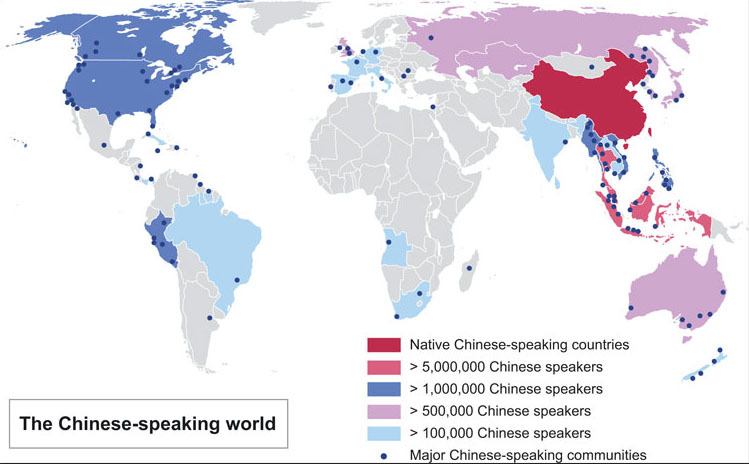 Native Chinese-speaking countries
> 5,000,000 Chinese speakers
> 1,000,000 Chinese speakers
> 500,000 Chinese speakers
> 100,000 Chinese speakers
Major Chinese-speaking communities
The Chinese-speaking world